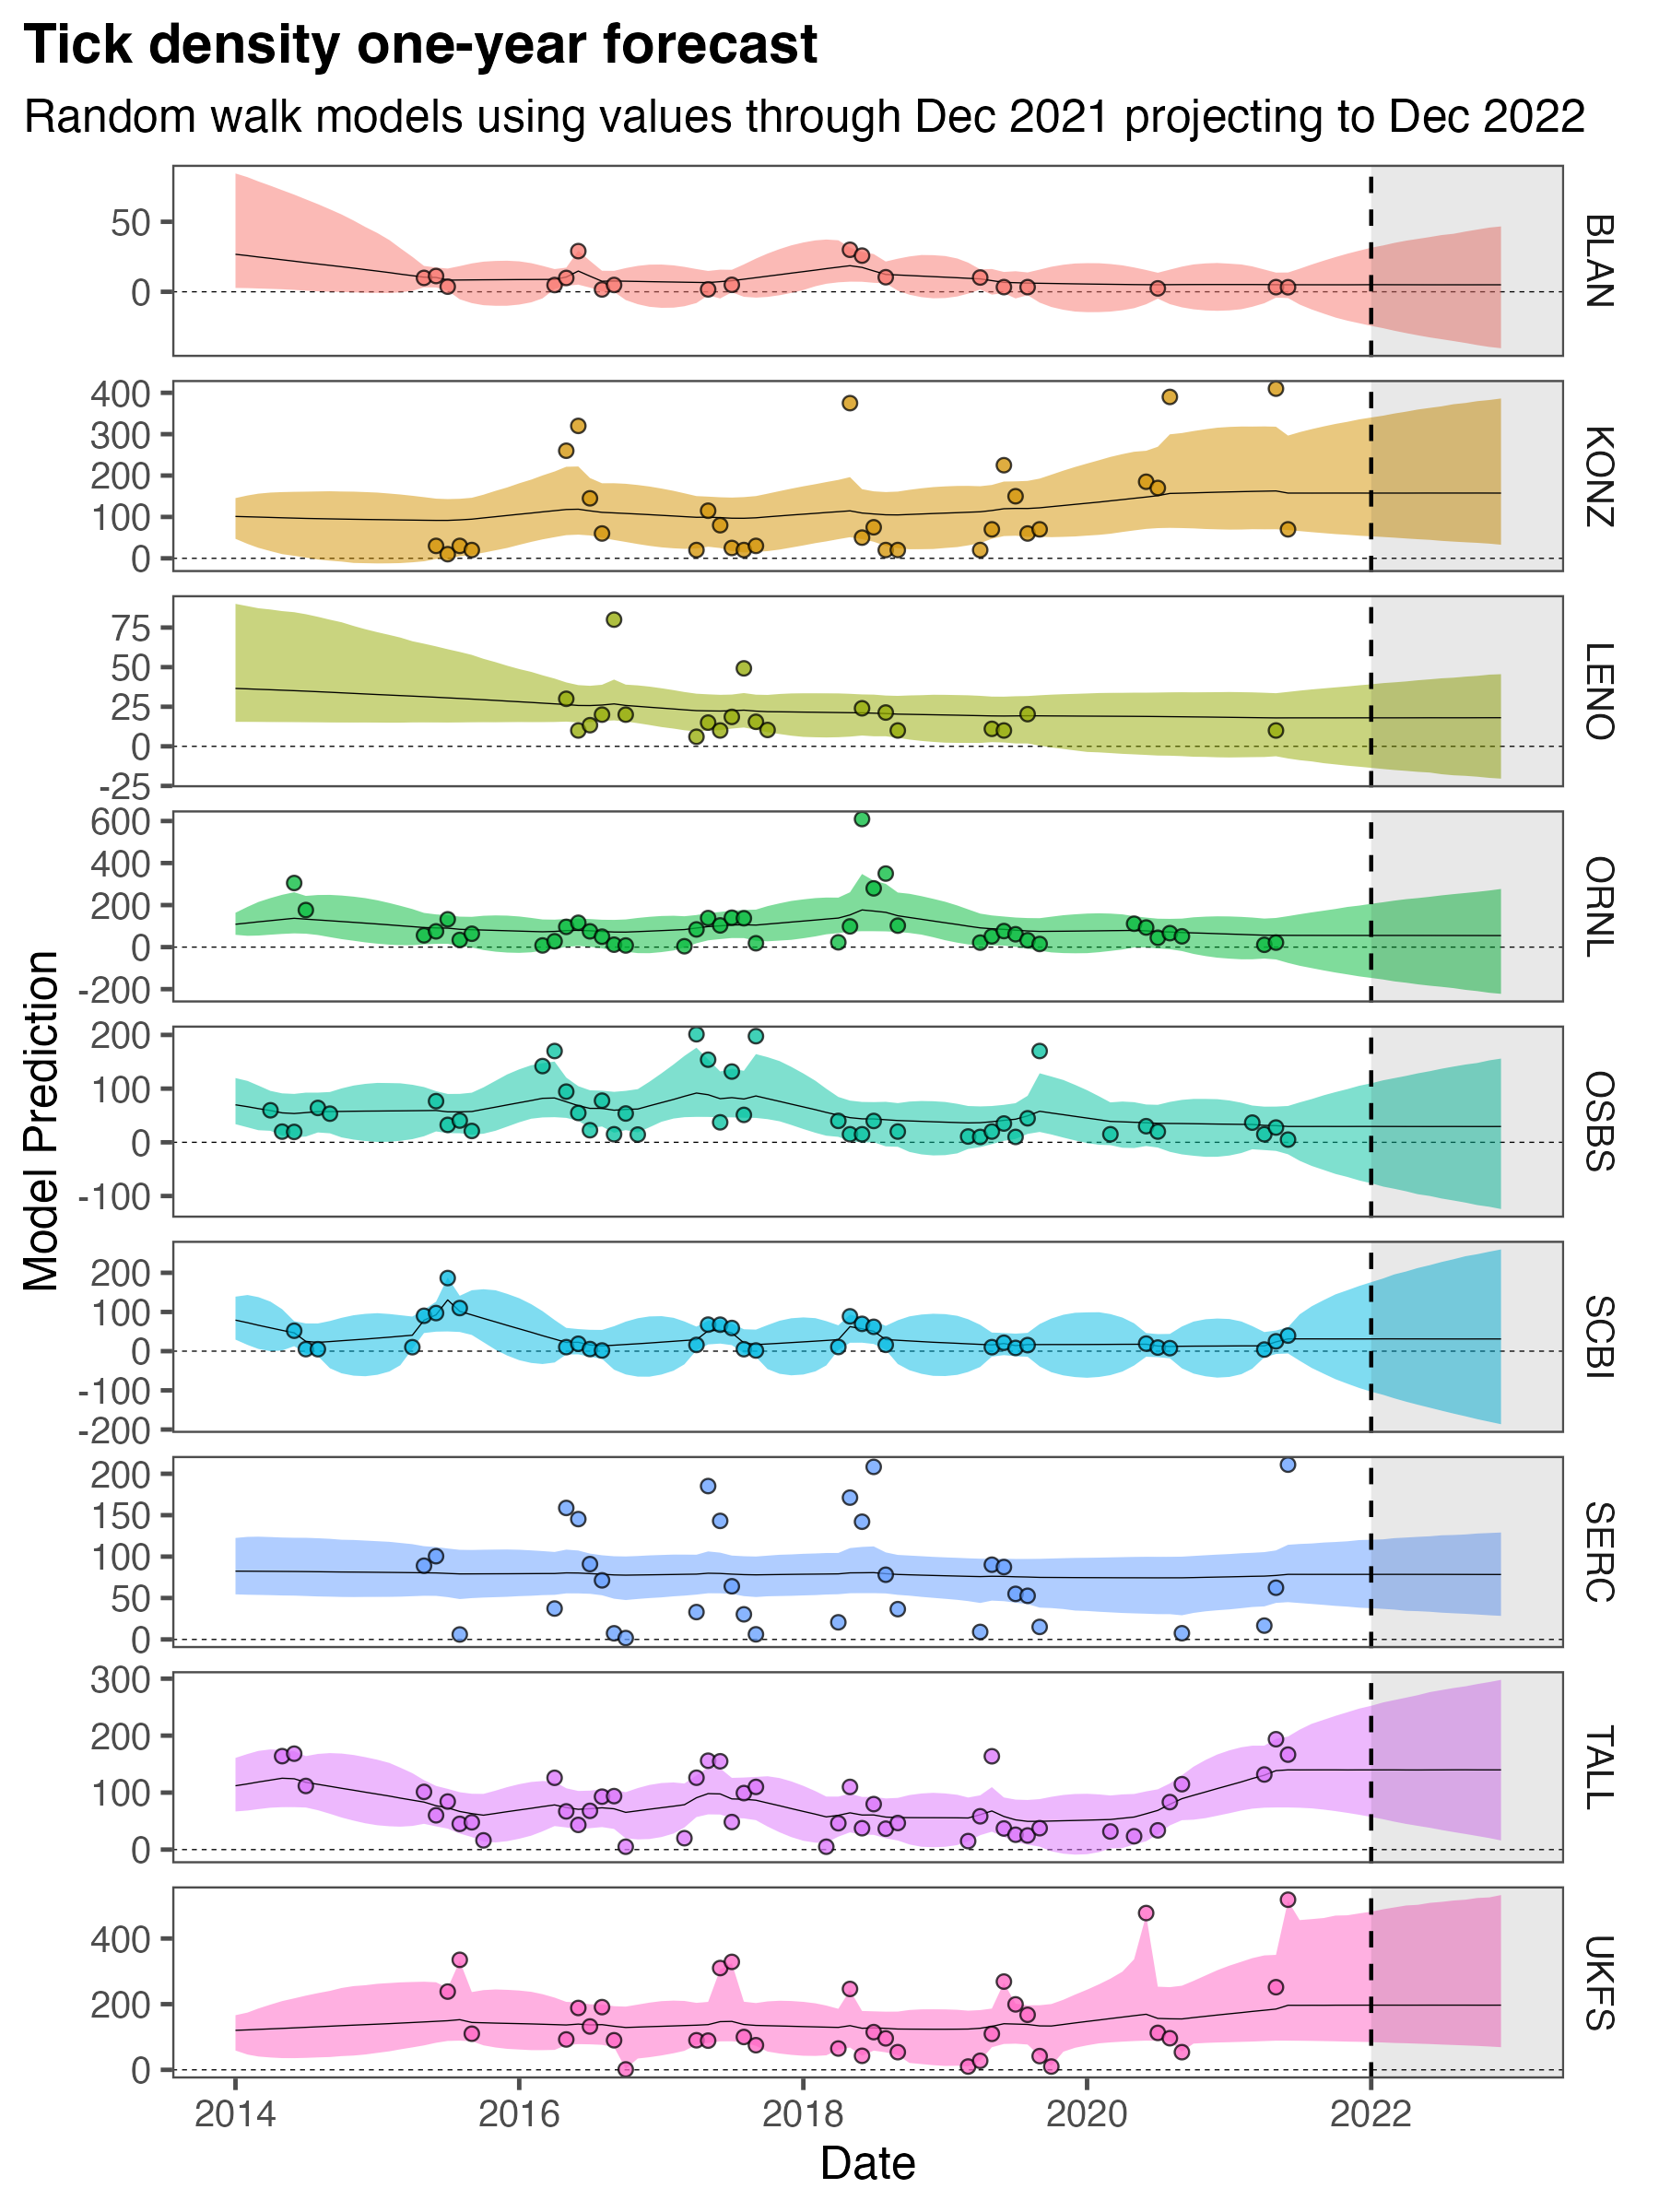 Tick density one-year forecast
Random walk models using values through Dec 2021 projecting to Dec 2022
Model Prediction
50
0
BLAN
400
300
200
100
0
KONZ
75
50
25
0
-25
LENO
600
400
200
0
-200
ORNL
200
100
0
-100
OSBS
200
100
0
-100
-200
SCBI
200
150
100
50
0
SERC
300
200
100
0
TALL
400
200
0
UKFS
2014 2016 2018 2020 2022
Date